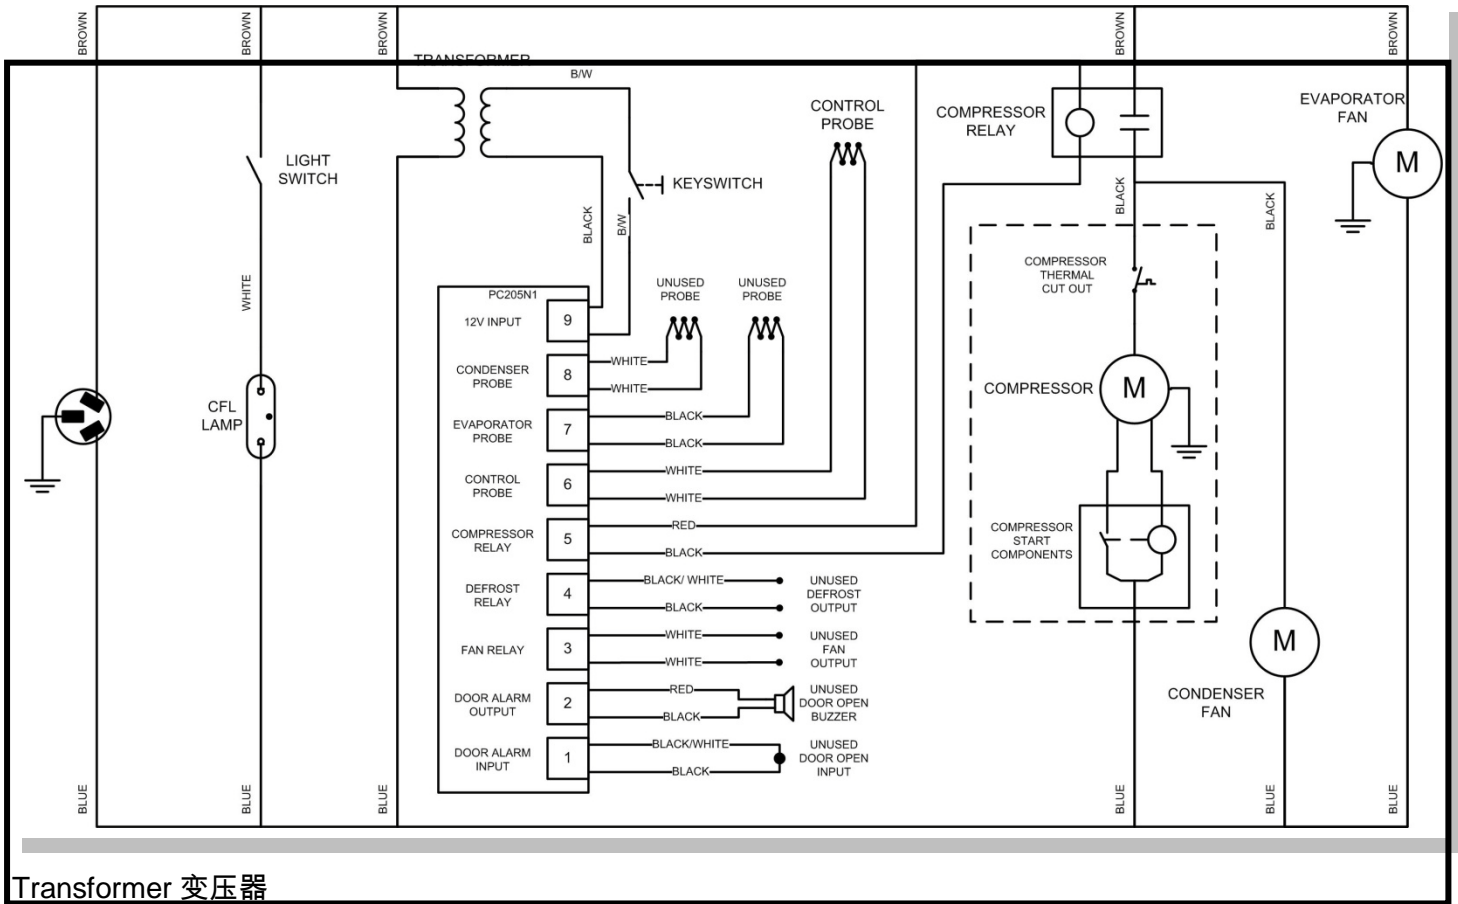 BROWN
BROWN
BROWN
BROWN
BROWN
TRANSFORMER
B/W
CONTROL
PROBE
COMPRESSOR
RELAY
EVAPORATOR
FAN
M
LIGHT
SWITCH
KEYSWITCH
BLACK
B/W
BLACK
BLACK
WHITE
COMPRESSOR
THERMAL
CUT OUT
UNUSED
PROBE
UNUSED
PROBE
PC205N1
12V INPUT
9
CONDENSER
PROBE
8
WHITE
WHITE
COMPRESSOR
M
CFL
LAMP
EVAPORATOR
PROBE
7
BLACK
BLACK
CONTROL
PROBE
6
WHITE
WHITE
COMPRESSOR
RELAY
5
RED
BLACK
COMPRESSOR
START
COMPONENTS
DEFROST
RELAY
4
BLACK/ WHITE
BLACK
UNUSED
DEFROST
OUTPUT
FAN RELAY
3
WHITE
WHITE
UNUSED
FAN
OUTPUT
M
CONDENSER
FAN
DOOR ALARM
OUTPUT
2
RED
BLACK
UNUSED
DOOR OPEN
BUZZER
DOOR ALARM
INPUT
1
BLACK/WHITE
BLACK
UNUSED
DOOR OPEN
INPUT
BLUE
BLUE
BLUE
BLUE
BLUE
BLUE
Transformer 变压器